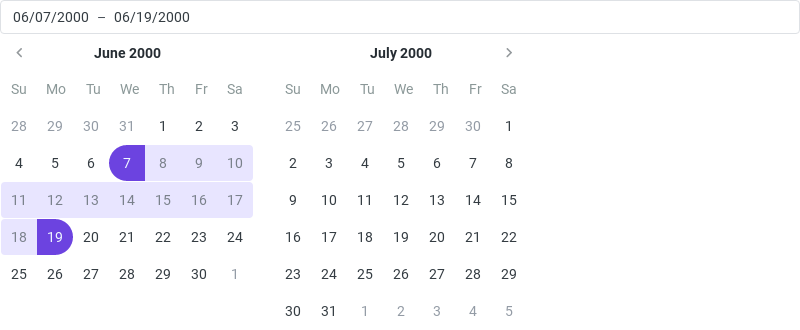 06/07/2000 – 06/19/2000
June 2000
Su Mo Tu We Th Fr Sa
28 29 30 31 1 2 3
4 5 6 7 8 9 10
11 12 13 14 15 16 17
18 19 20 21 22 23 24
25 26 27 28 29 30 1
July 2000
Su Mo Tu We Th Fr Sa
25 26 27 28 29 30 1
2 3 4 5 6 7 8
9 10 11 12 13 14 15
16 17 18 19 20 21 22
23 24 25 26 27 28 29
30 31 1 2 3 4 5